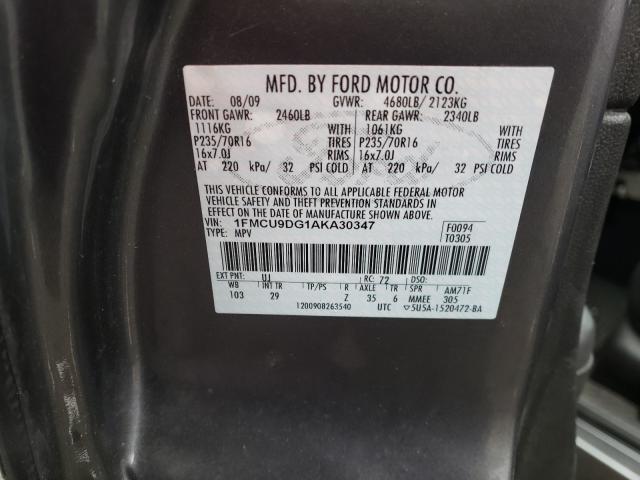 MFD. BY FORD MOTOR CO.
DATE: 08/09 GVWR: 4680LB/ 2123KG
FRONT GAWR: 2460LB REAR GAWR: 2340LB
1116KG WITH 1061KG WITH
P235/70R16 TIRES P235/70R16 TIRES
16x7.0J RIMS 16x7.0J RIMS
AT 220 kPa/ 32 PSI COLD AT 220 kPa/ 32 PSI COLD
THIS VEHICLE CONFORMS TO ALL APPLICABLE FEDERAL MOTOR
VEHICLE SAFETY AND THEFT PREVENTION STANDARDS IN
EFFECT ON THE DATE OF MANUFACTURE SHOWN ABOVE.
VIN: 1FMCU9DG1AKA30347 F0094
TYPE: MPV T0305
EXT PNT: UJ RC: 72 DSO:
WB INT TR TP/PS R AXLE TR SPR AM71F
103 29 Z 35 6 MMEE 305
1200908263540 UTC 5U5A-1520472-BA